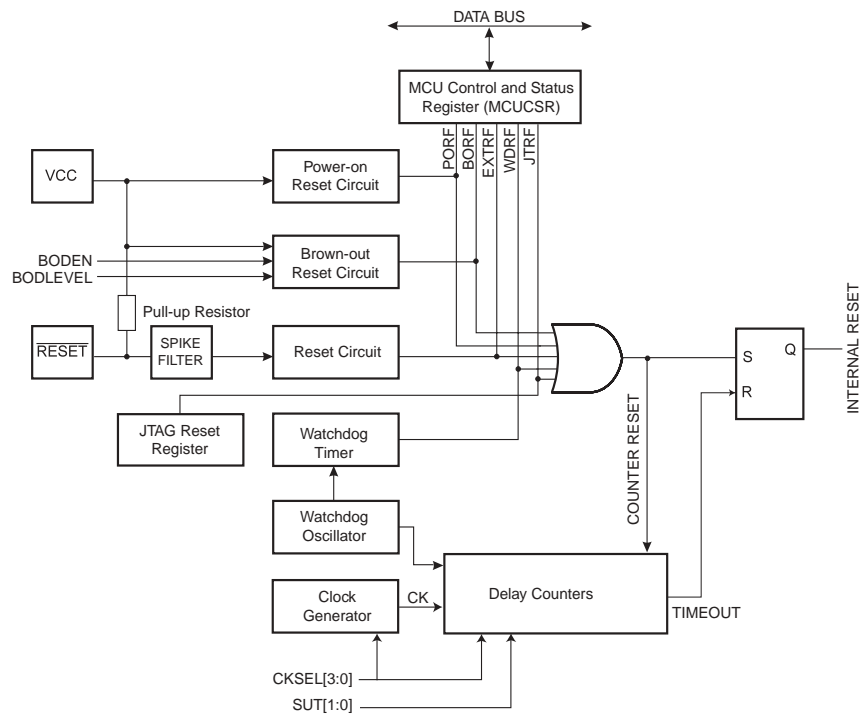 DATA BUS
MCU Control and Status
Register (MCUCSR)
PORF
BORF
EXTRF
WDRF
JTRF
VCC
Power-on
Reset Circuit
BODEN
BODLEVEL
Brown-out
Reset Circuit
Pull-up Resistor
RESET
SPIKE
FILTER
Reset Circuit
S
Q
R
INTERNAL RESET
JTAG Reset
Register
Watchdog
Timer
COUNTER RESET
Watchdog
Oscillator
Clock
Generator
CK
Delay Counters
TIMEOUT
CKSEL[3:0]
SUT[1:0]